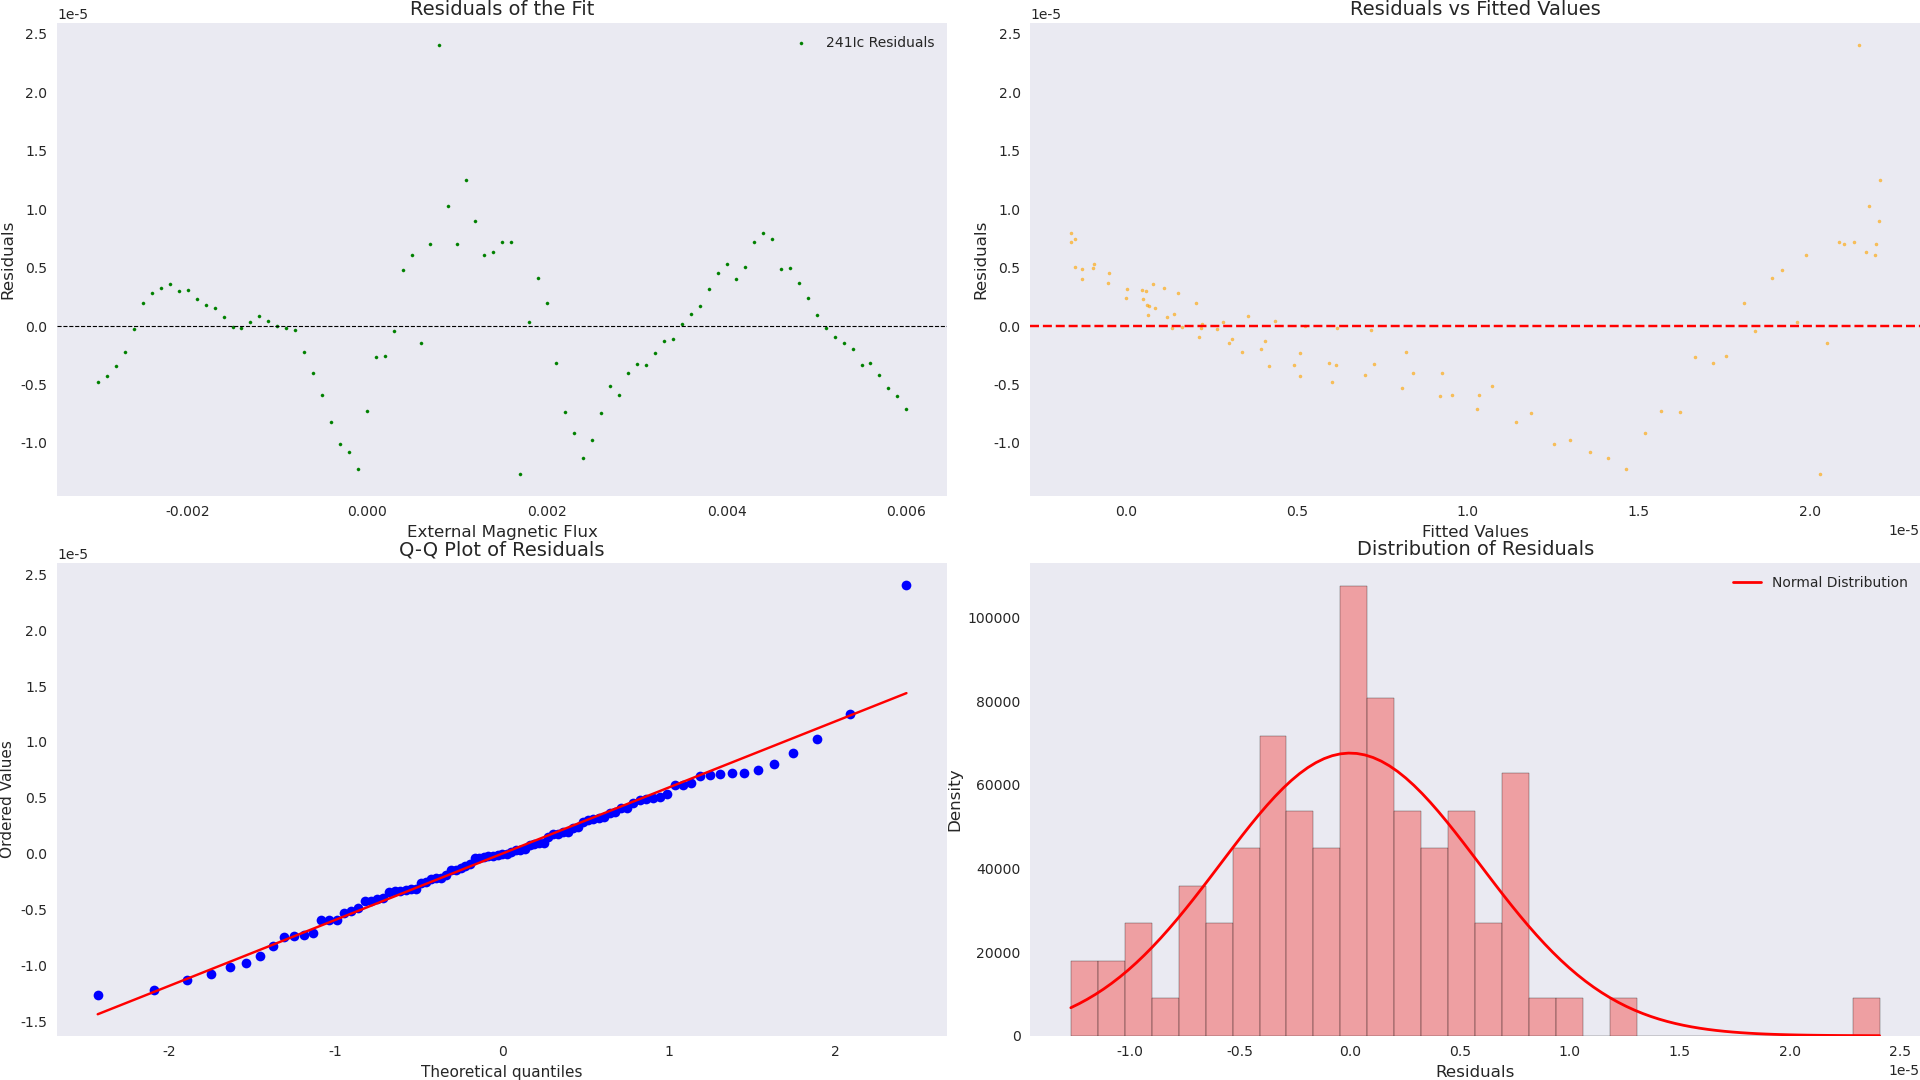 Residuals of the Fit
1e-5
2.5
2.0
1.5
1.0
0.5
0.0
-0.5
-1.0
Residuals
241Ic Residuals
-0.002
0.000
0.002
0.004
0.006
External Magnetic Flux
Residuals vs Fitted Values
1e-5
2.5
2.0
1.5
1.0
0.5
0.0
-0.5
-1.0
Residuals
0.0
0.5
1.0
1.5
2.0
1e-5
Fitted Values
Q-Q Plot of Residuals
1e-5
2.5
2.0
1.5
1.0
0.5
0.0
-0.5
-1.0
-1.5
Ordered Values
-2
-1
0
1
2
Theoretical quantiles
Distribution of Residuals
Normal Distribution
100000
80000
60000
40000
20000
0
Density
-1.0
-0.5
0.0
0.5
1.0
1.5
2.0
2.5
1e-5
Residuals